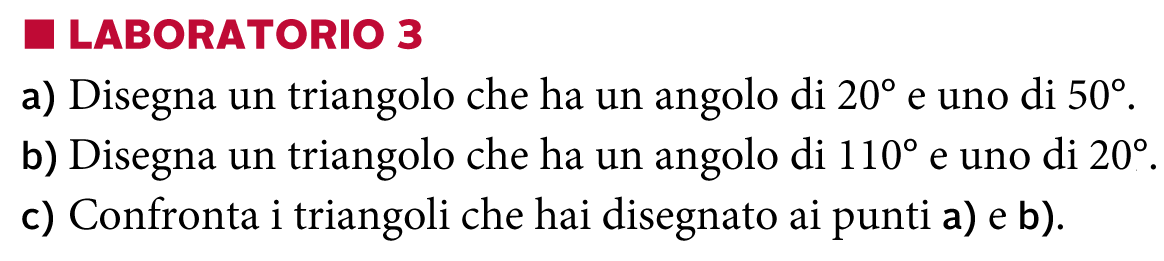 LABORATORIO 3
a) Disegna un triangolo che ha un angolo di 20° e uno di 50°.
b) Disegna un triangolo che ha un angolo di 110° e uno di 20°.
c) Confronta i triangoli che hai disegnato ai punti a) e b).